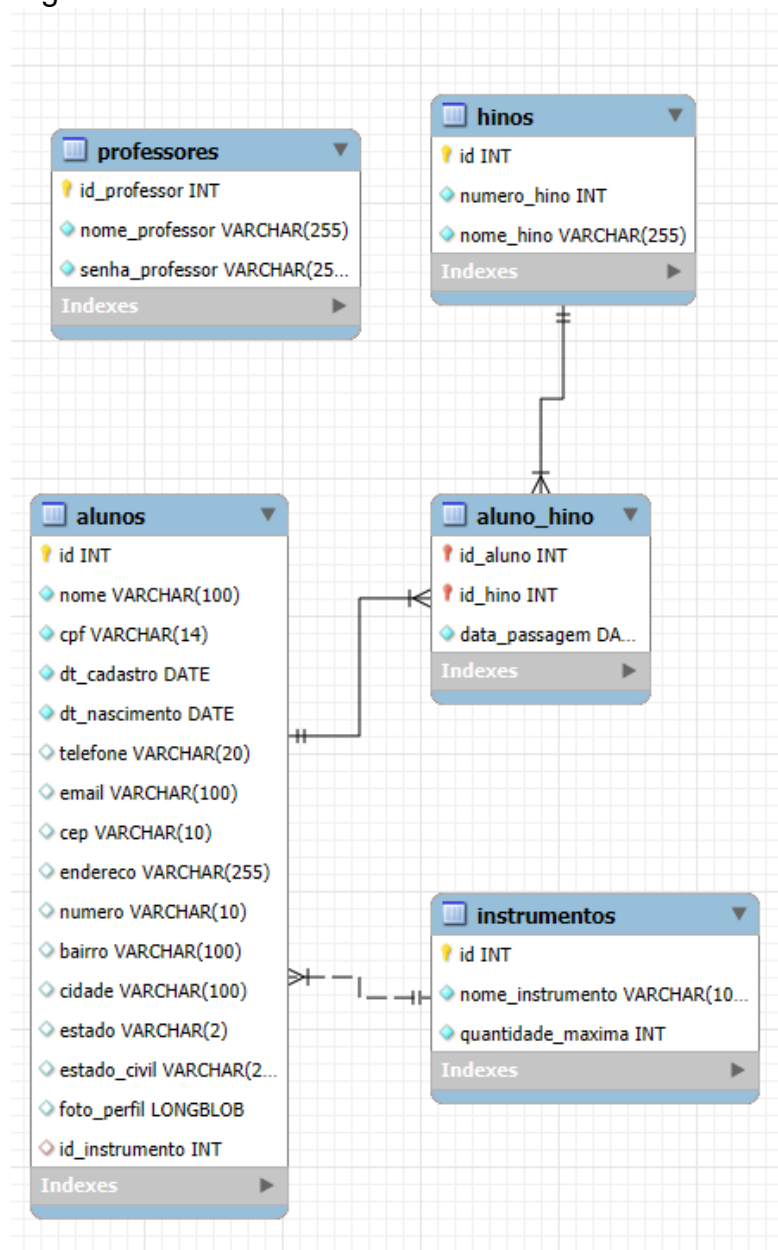 professores
id_professor INT
nome_professor VARCHAR(255)
senha_professor VARCHAR(25...
Indexes
hinos
id INT
numero_hino INT
nome_hino VARCHAR(255)
Indexes
alunos
id INT
nome VARCHAR(100)
cpf VARCHAR(14)
dt_cadastro DATE
dt_nascimento DATE
telefone VARCHAR(20)
email VARCHAR(100)
cep VARCHAR(10)
endereco VARCHAR(255)
numero VARCHAR(10)
bairro VARCHAR(100)
cidade VARCHAR(100)
estado VARCHAR(2)
estado_civil VARCHAR(2...
foto_perfil LONGBLOB
id_instrumento INT
Indexes
aluno_hino
id_aluno INT
id_hino INT
data_passagem DA...
Indexes
instrumentos
id INT
nome_instrumento VARCHAR(10...
quantidade_maxima INT
Indexes